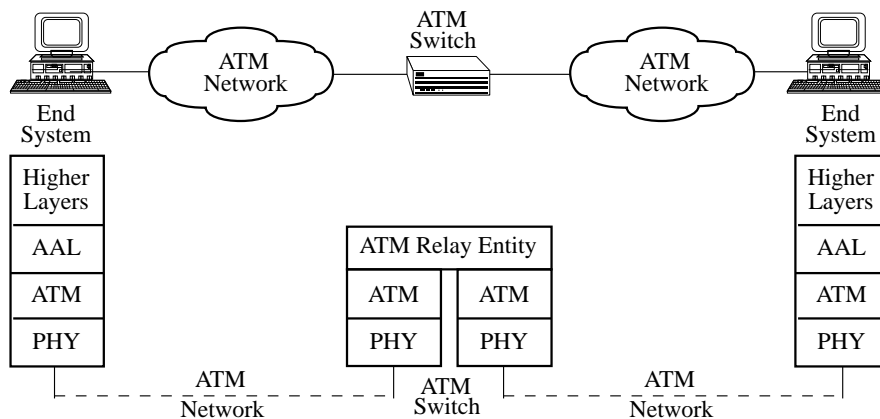 ATM
Switch
ATM
Network
ATM
Network
End
System
End
System
Higher
Layers
AAL
ATM
PHY
ATM Relay Entity
ATM
ATM
PHY
PHY
Higher
Layers
AAL
ATM
PHY
ATM
Network
ATM
Switch
ATM
Network